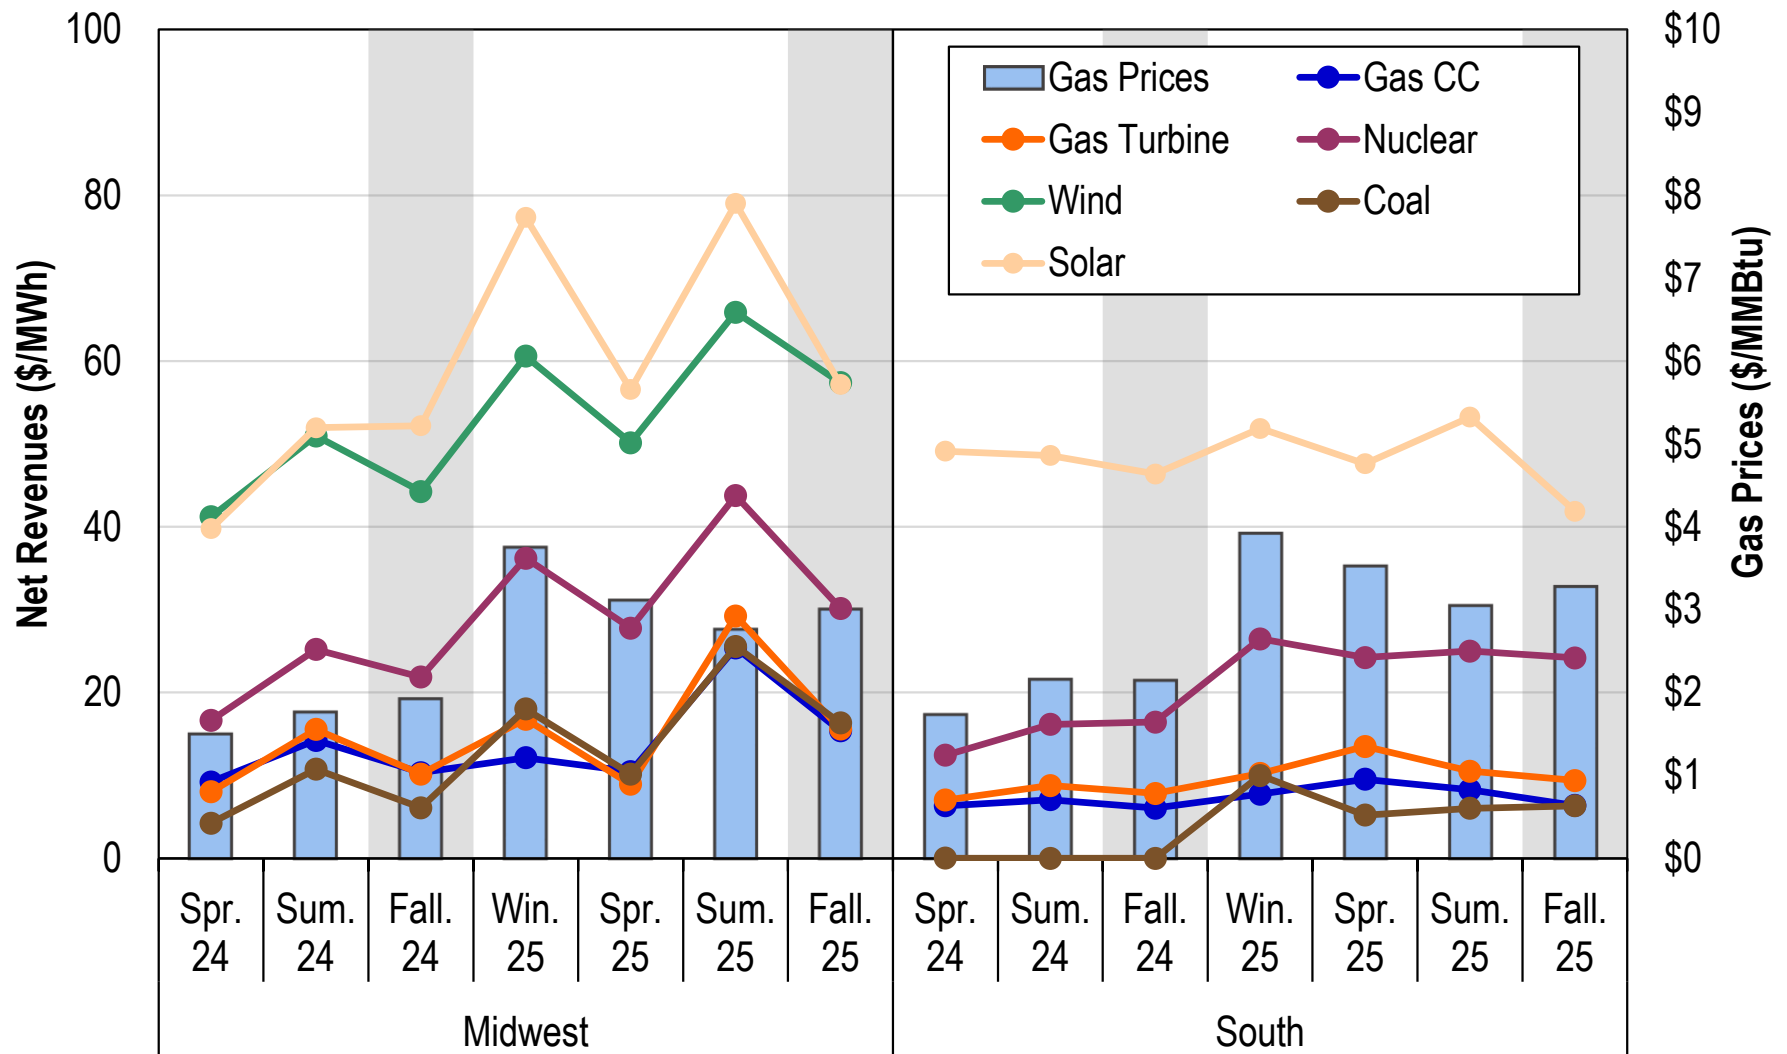 Net Revenues ($/MWh)
100
80
60
40
20
0
Gas Prices
Gas CC
Gas Turbine
Nuclear
Wind
Coal
Solar
$10
$9
$8
$7
$6
$5
$4
$3
$2
$1
$0
Gas Prices ($/MMBtu)
Spr. 24
Sum. 24
Fall. 24
Win. 25
Spr. 25
Sum. 25
Fall. 25
Spr. 24
Sum. 24
Fall. 24
Win. 25
Spr. 25
Sum. 25
Fall. 25
Midwest
South